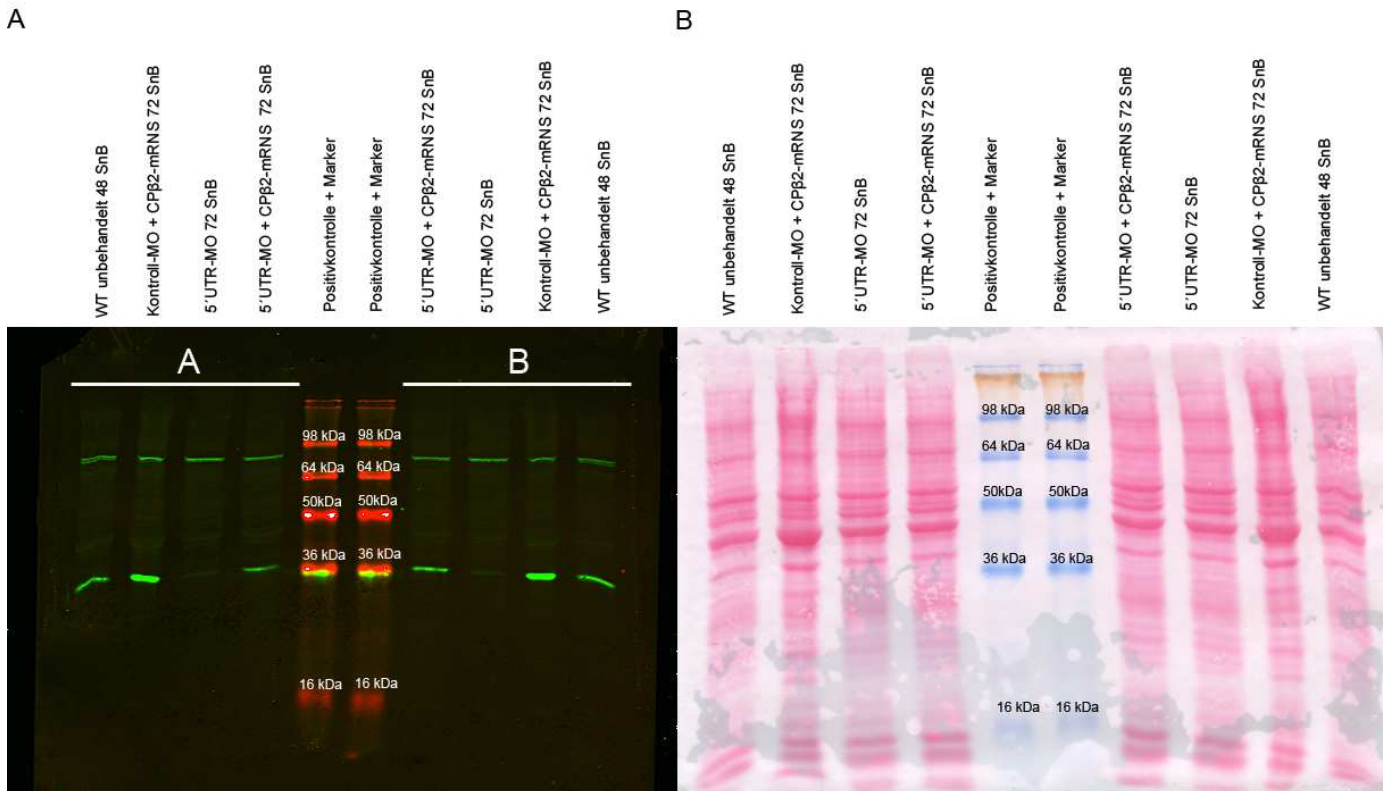 A
B
WT unbehandelt 48 SnB
Kontroll-MO + CPβ2-mRNS 72 SnB
5´UTR-MO 72 SnB
5´UTR-MO + CPβ2-mRNS 72 SnB
Positivkontrolle + Marker
Positivkontrolle + Marker
5´UTR-MO + CPβ2-mRNS 72 SnB
5´UTR-MO 72 SnB
Kontroll-MO + CPβ2-mRNS 72 SnB
WT unbehandelt 48 SnB
WT unbehandelt 48 SnB
Kontroll-MO + CPβ2-mRNS 72 SnB
5´UTR-MO 72 SnB
5´UTR-MO + CPβ2-mRNS 72 SnB
Positivkontrolle + Marker
Positivkontrolle + Marker
5´UTR-MO + CPβ2-mRNS 72 SnB
5´UTR-MO 72 SnB
Kontroll-MO + CPβ2-mRNS 72 SnB
WT unbehandelt 48 SnB
A
B
98 kDa 98 kDa
64 kDa 64 kDa
50kDa 50kDa
36 kDa 36 kDa
16 kDa 16 kDa
98 kDa 98 kDa
64 kDa 64 kDa
50kDa 50kDa
36 kDa 36 kDa
16 kDa 16 kDa